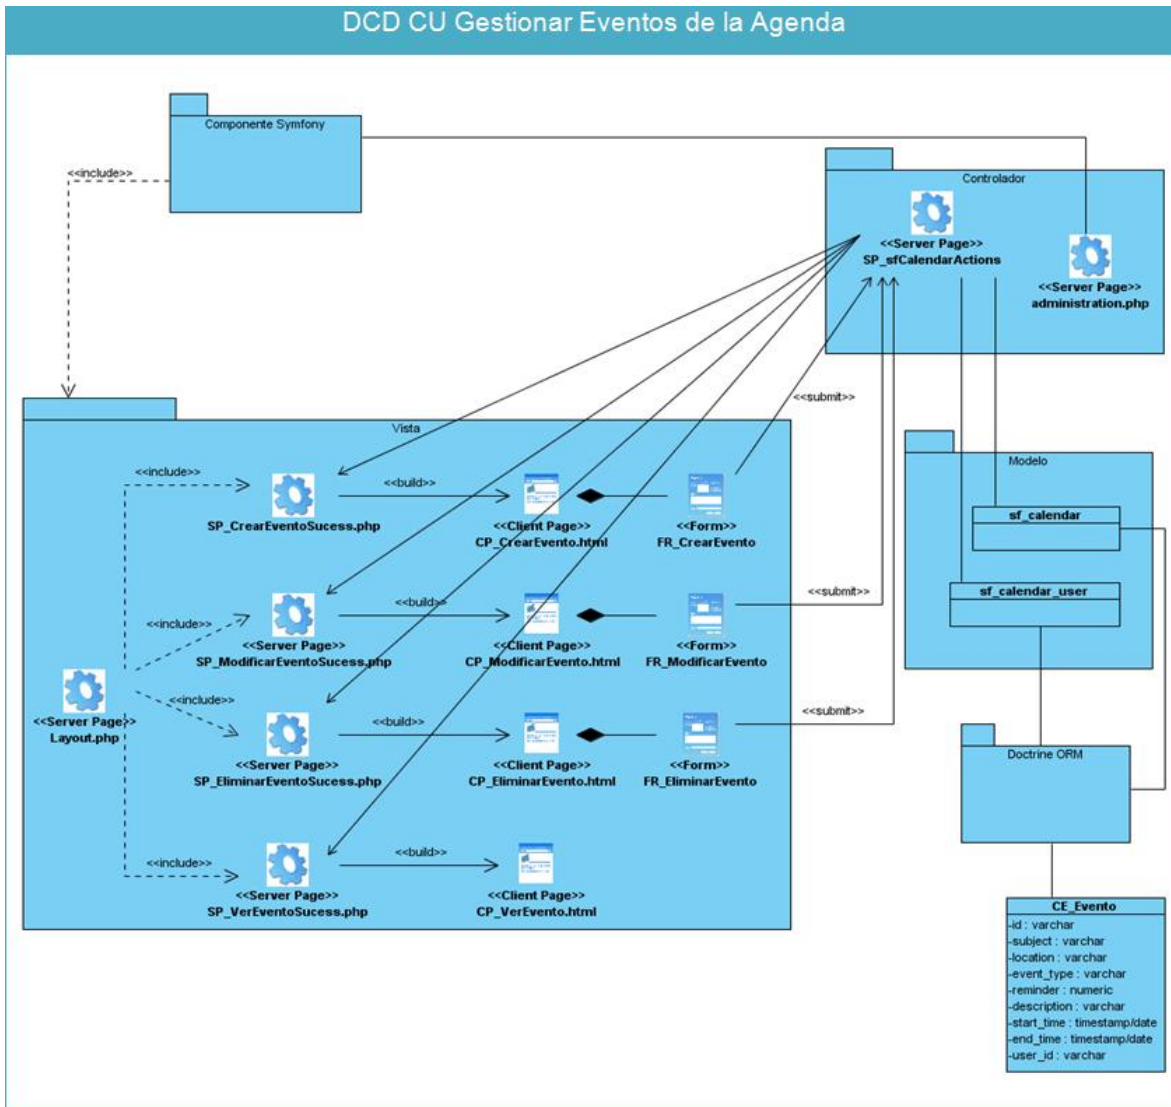 DCD CU Gestionar Eventos de la Agenda
Componente Symfony
<<include>>
Controlador
<<Server Page>>
SP_sfCalendarActions
<<Server Page>>
administration.php
<<submit>>
Vista
<<include>>
SP_CrearEventoSucess.php
<<build>>
<<Client Page>>
CP_CrearEvento.html
<<Form>>
FR_CrearEvento
Modelo
sf_calendar
sf_calendar_user
<<include>>
<<Server Page>>
SP_ModificarEventoSucess.php
<<build>>
<<Client Page>>
CP_ModificarEvento.html
<<Form>>
FR_ModificarEvento
<<submit>>
<<Server Page>>
Layout.php
<<include>>
<<Server Page>>
SP_EliminarEventoSucess.php
<<build>>
<<Client Page>>
CP_EliminarEvento.html
<<Form>>
FR_EliminarEvento
<<submit>>
Doctrine ORM
<<include>>
<<Server Page>>
SP_VerEventoSucess.php
<<build>>
<<Client Page>>
CP_VerEvento.html
CE_Evento
-id : varchar
-subject : varchar
-location : varchar
-event_type : varchar
-reminder : numeric
-description : varchar
-start_time : timestamp/date
-end_time : timestamp/date
-user_id : varchar